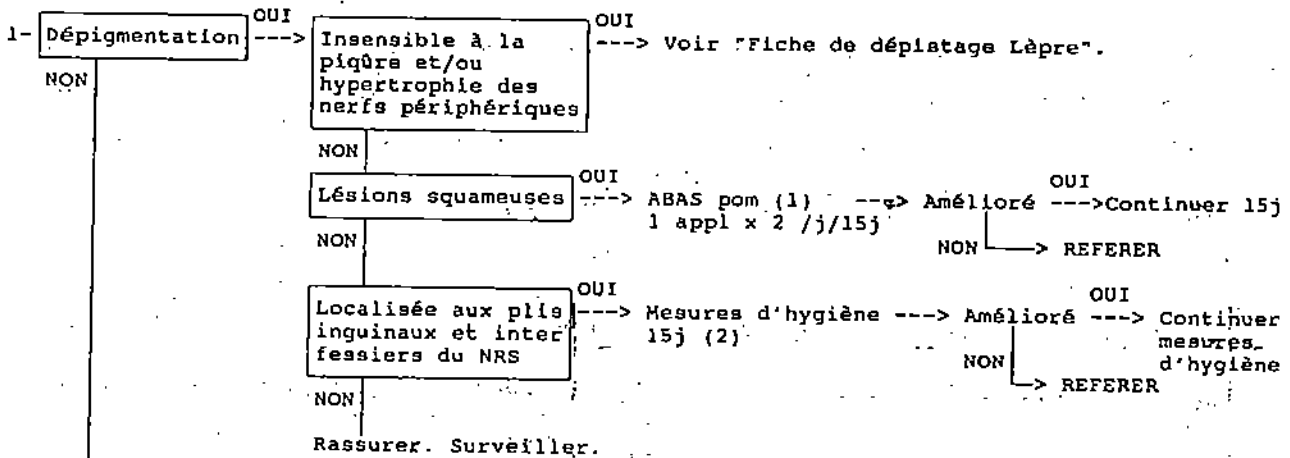 1- Dépigmentation OUI ---> Insensible à la piqûre et/ou hypertrophie des nerfs périphériques OUI ---> Voir "Fiche de dépistage Lèpre".
NON
NON
Lésions squameuses OUI ---> ABAS pom (1) 1 appl x 2 /j/15j ---> Amélioré OUI --->Continuer 15j
NON ---> REFERER
NON
Localisée aux plis inguinaux et inter fessiers du NRS OUI ---> Mesures d'hygiène 15j (2) ---> Amélioré OUI ---> Continuer mesures d'hygiène
NON ---> REFERER
NON
Rassurer. Surveiller.